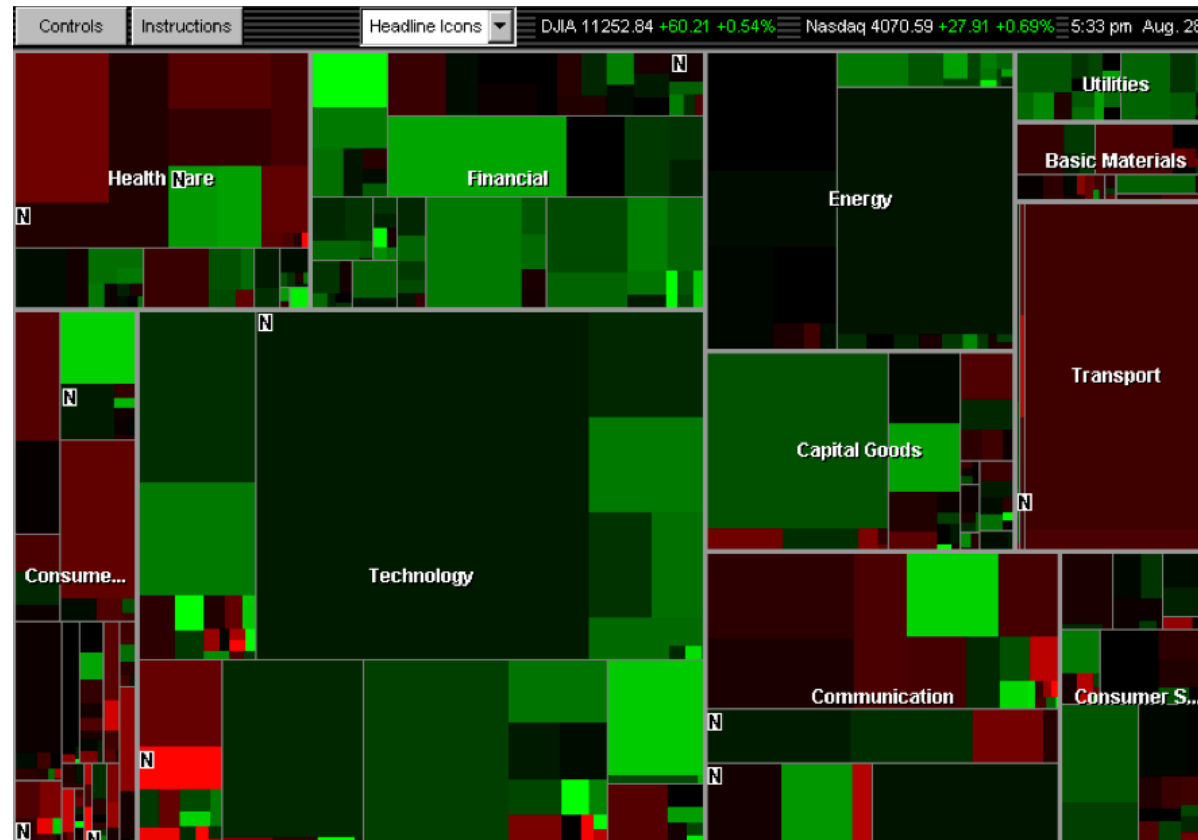 Controls Instructions Headline Icons DJIA 11252.84 +60.21 +0.54% Nasdaq 4070.59 +27.91 +0.69% 5:33 pm Aug. 28
N
Utilities
Basic Materials
Health N are
Financial
Energy
N
N
Transport
N
Capital Goods
N
Consume...
Technology
Communication
Consumer S...
N
N
N
N
N